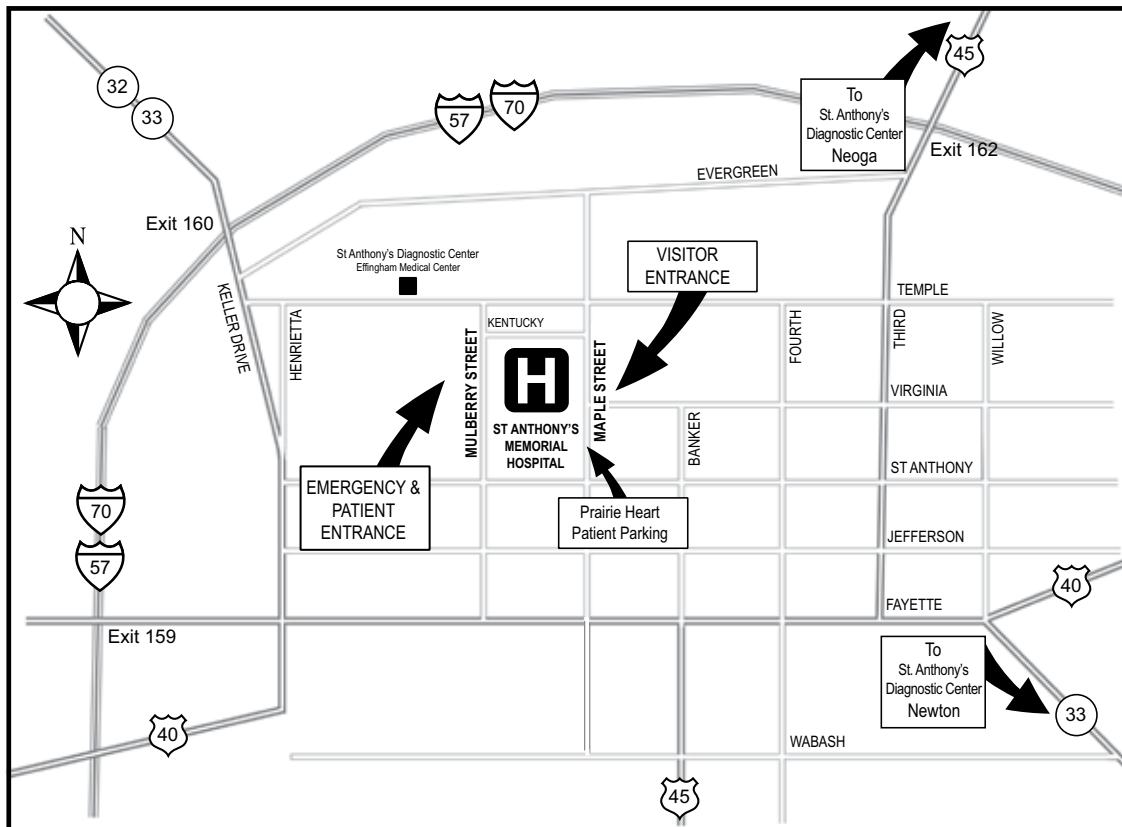 45
To
St. Anthony's
Diagnostic Center
Neoga
32
33
57
70
Exit 162
EVERGREEN
Exit 160
N
St Anthony's Diagnostic Center
Effingham Medical Center
VISITOR
ENTRANCE
TEMPLE
KELLER DRIVE
HENRIETTA
MULBERRY STREET
KENTUCKY
MAPLE STREET
FOURTH
THIRD
WILLOW
H
VIRGINIA
ST ANTHONY'S
MEMORIAL
HOSPITAL
BANKER
ST ANTHONY
EMERGENCY &
PATIENT
ENTRANCE
Prairie Heart
Patient Parking
70
57
JEFFERSON
40
FAYETTE
Exit 159
To
St. Anthony's
Diagnostic Center
Newton
33
40
WABASH
45